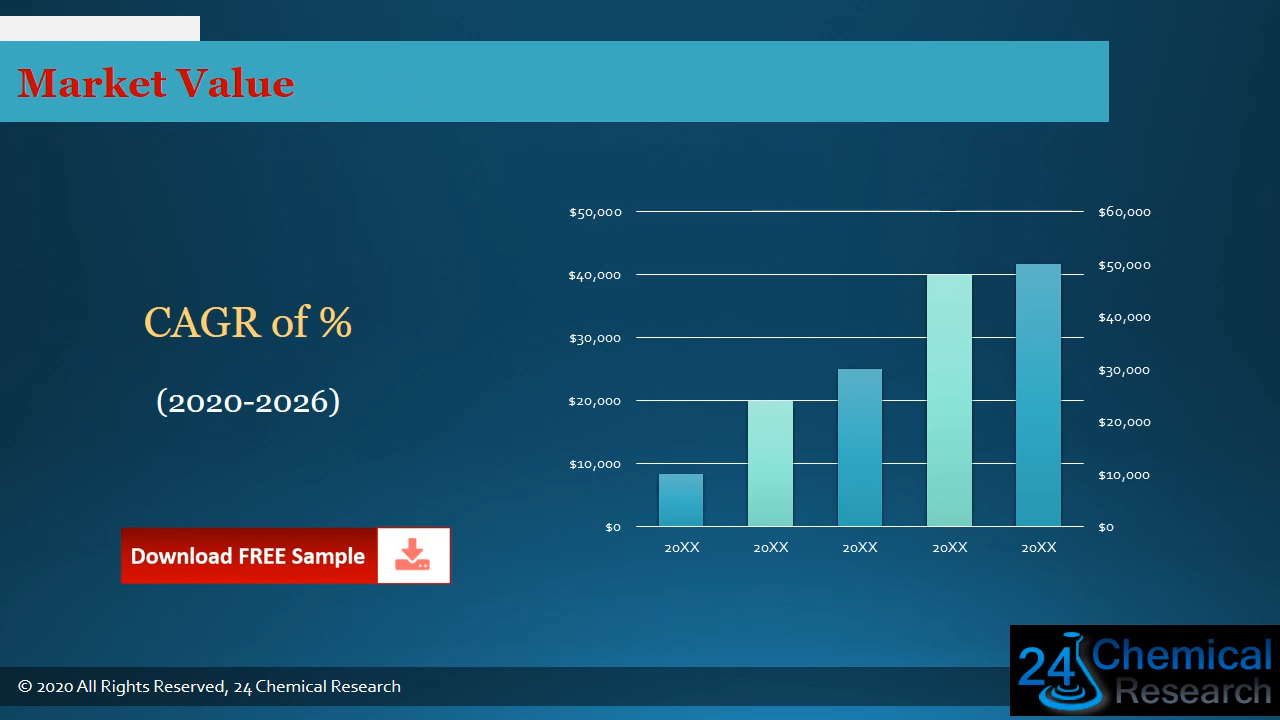 Market Value
CAGR of %
(2020-2026)
Download FREE Sample
$50,000
$40,000
$30,000
$20,000
$10,000
$0
$60,000
$50,000
$40,000
$30,000
$20,000
$10,000
$0
20XX 20XX 20XX 20XX 20XX
© 2020 All Rights Reserved, 24 Chemical Research
24 Chemical
Research